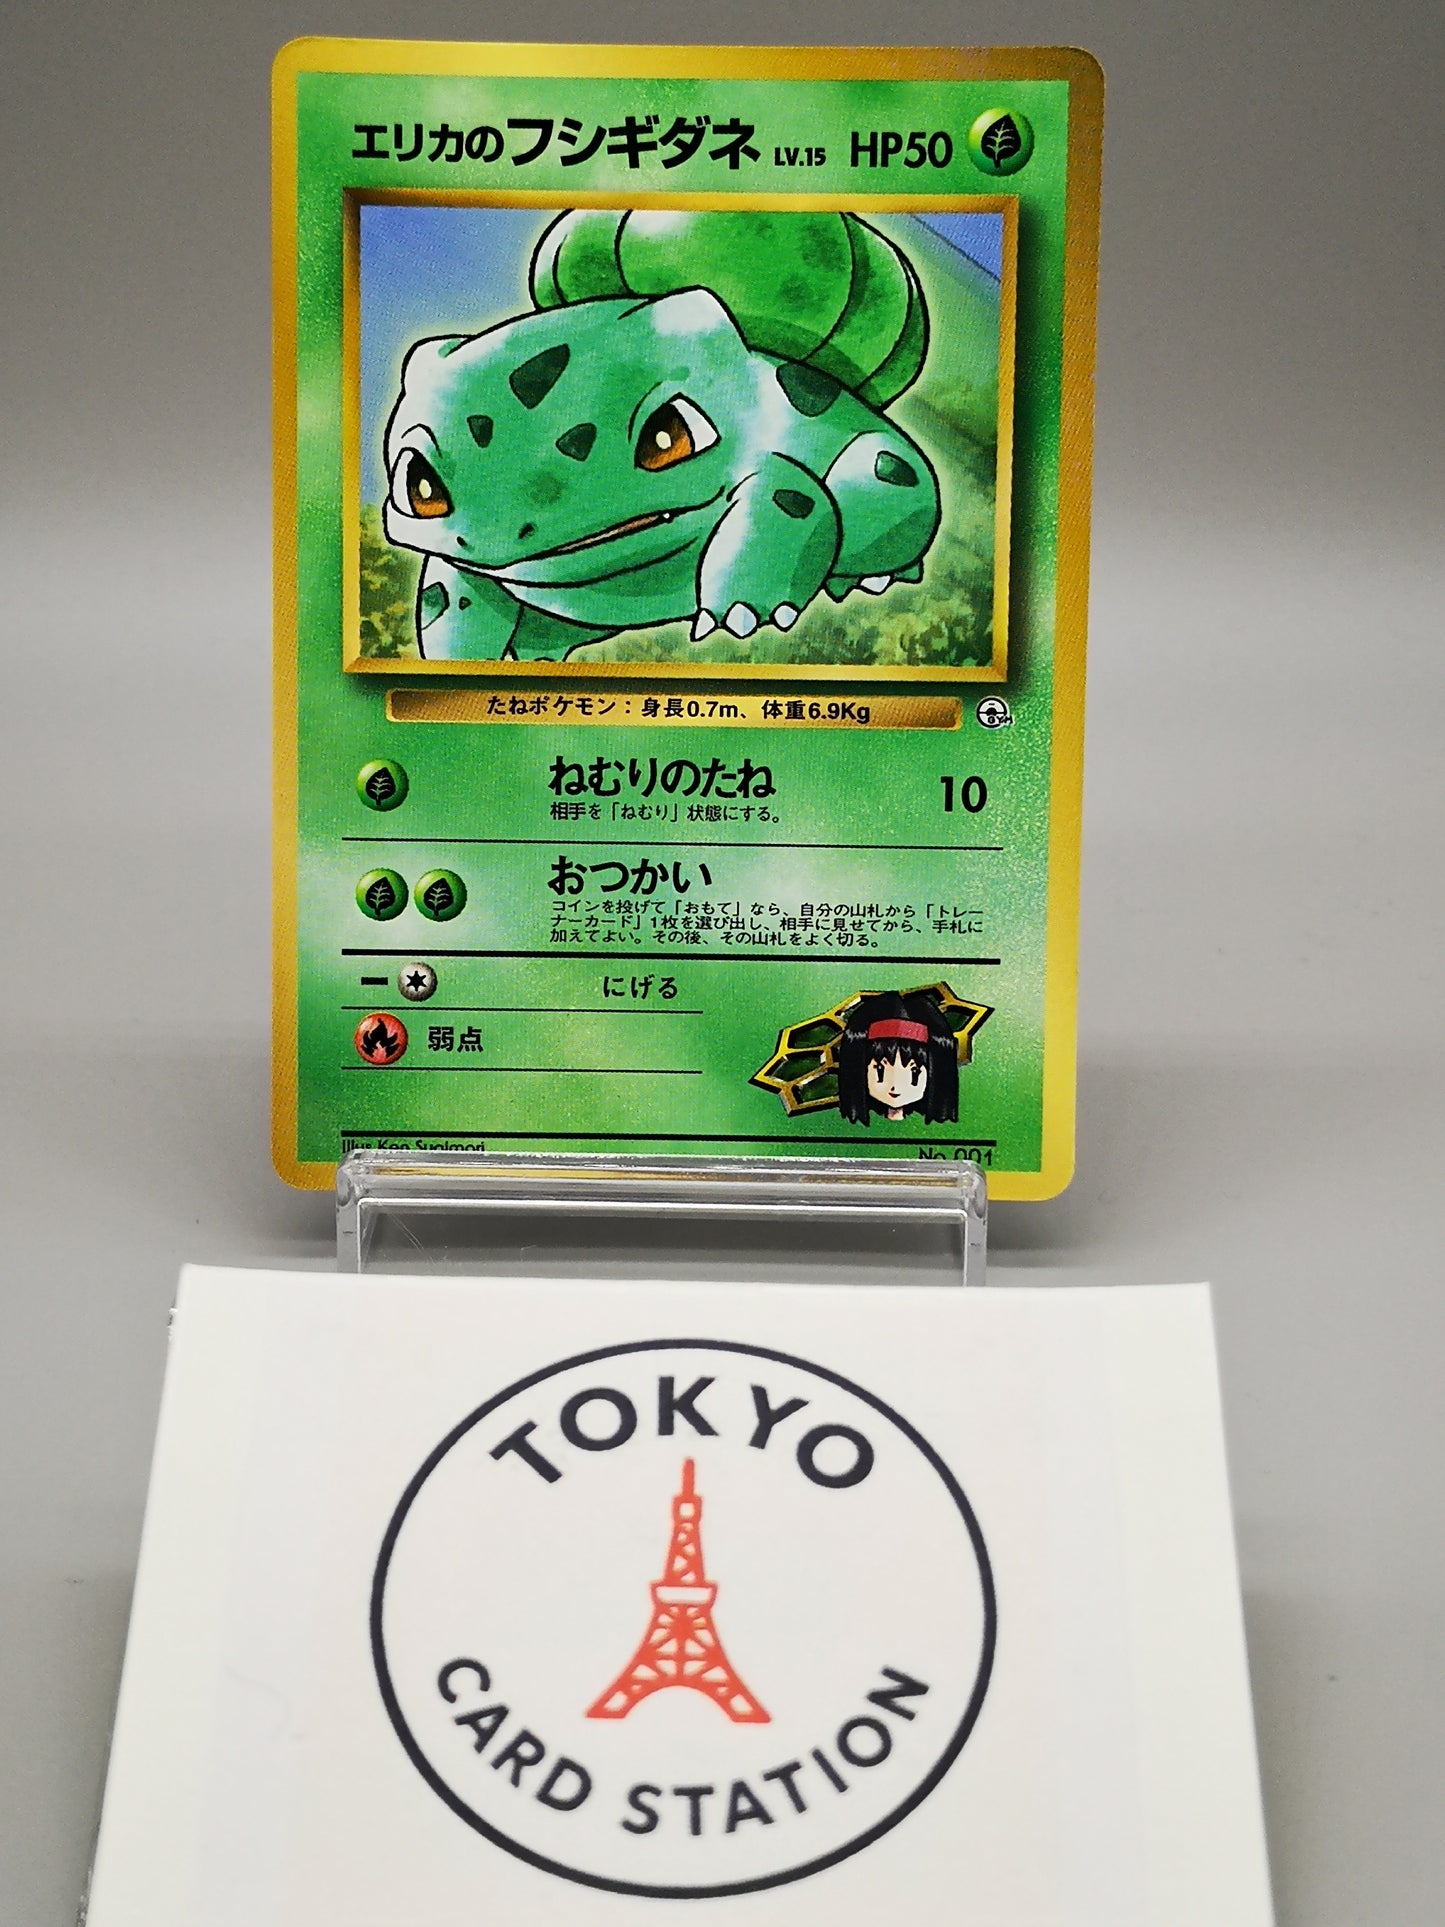 エリカのフシギダネ LV.15 HP50
たねポケモン：身長0.7m、体重6.9Kg
GYM
ねむりのたね 10
相手を「ねむり」状態にする。
おつかい
コインを投げて「おもて」なら、自分の山札から「トレー
ナーカード」1枚を選び出し、相手に見せてから、手札に
加えてよい。その後、その山札をよく切る。
にげる
弱点
Illus. Ken Sugimori No. 001
TOKYO
CARD STATION